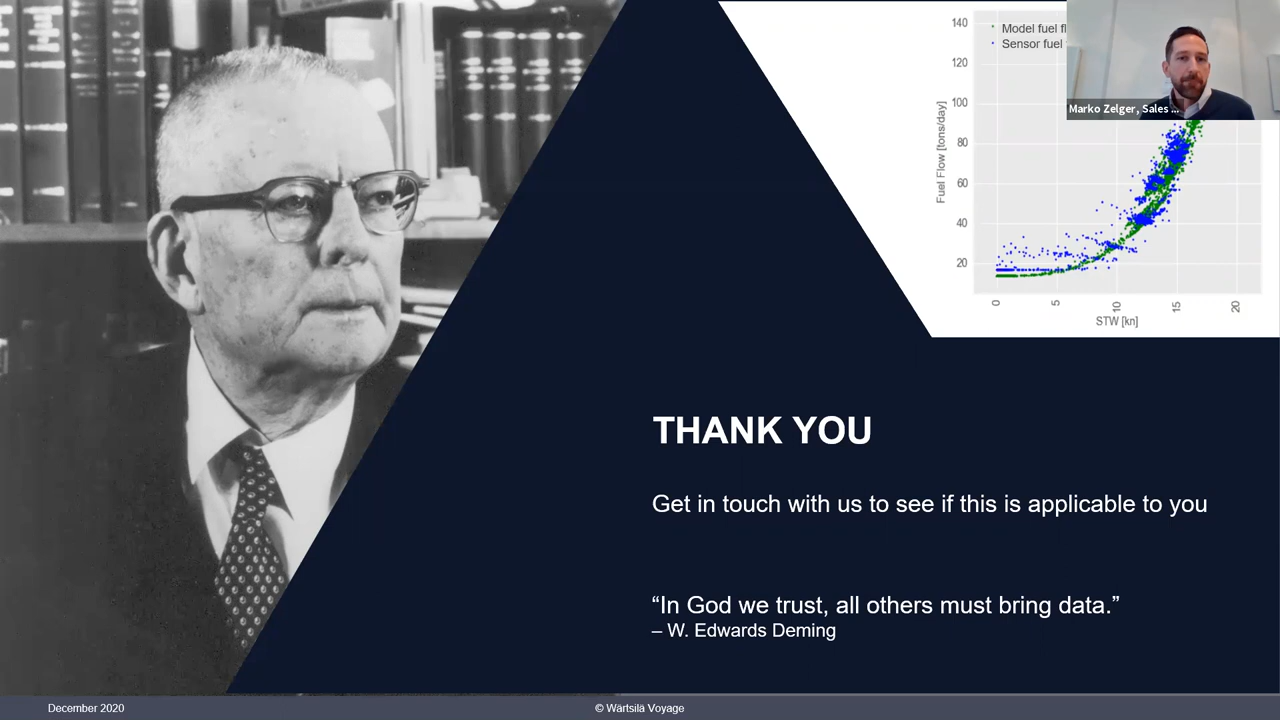 140
Model fuel fl
Sensor fuel
120
100
80
60
40
20
Fuel Flow [tons/day]
0
5
10
15
20
STW [kn]
Marko Zelger, Sales ...
THANK YOU
Get in touch with us to see if this is applicable to you
“In God we trust, all others must bring data.”
– W. Edwards Deming
December 2020
© Wärtsilä Voyage